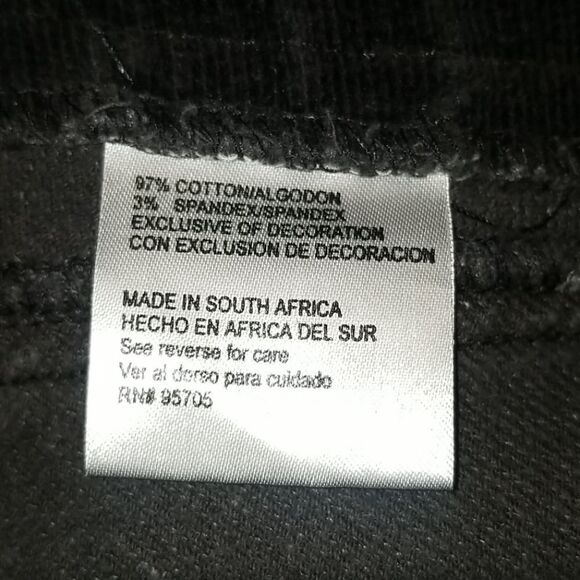 97% COTTON/ALGODON
3% SPANDEX/SPANDEX
EXCLUSIVE OF DECORATION
CON EXCLUSION DE DECORACION
MADE IN SOUTH AFRICA
HECHO EN AFRICA DEL SUR
See reverse for care
Ver al dorso para cuidado
RN# 95705